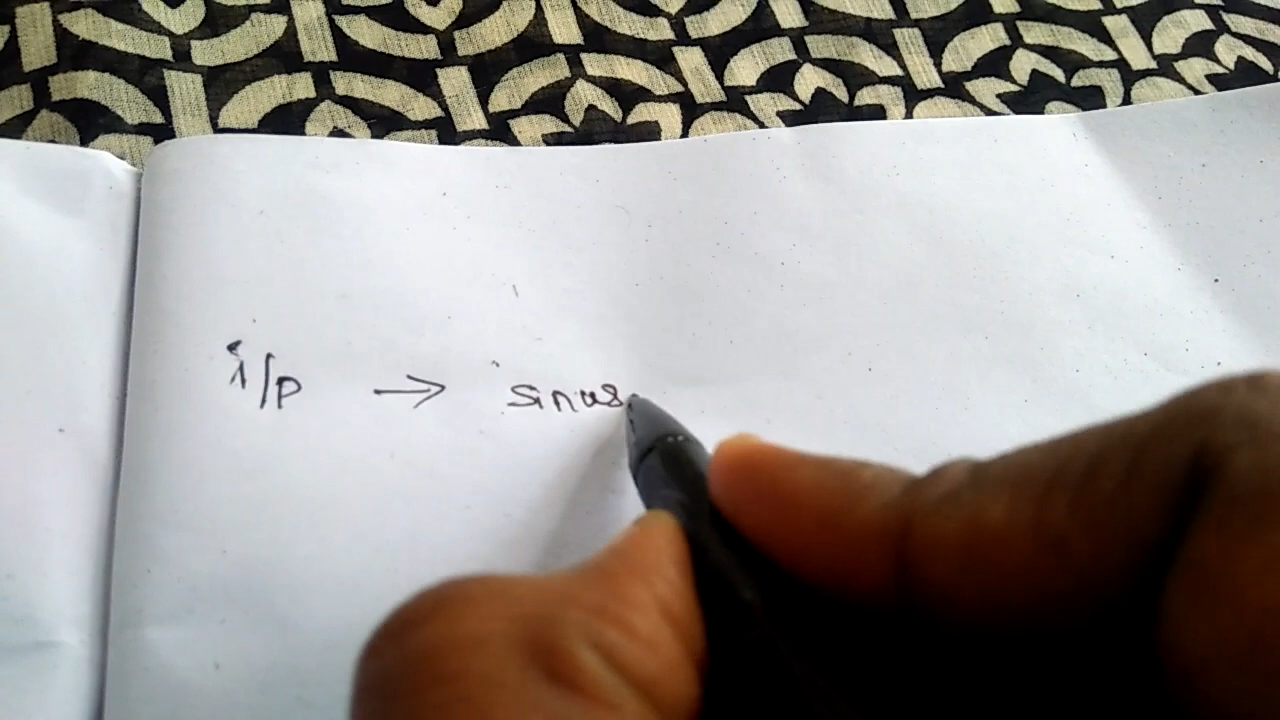 i/p → sinus